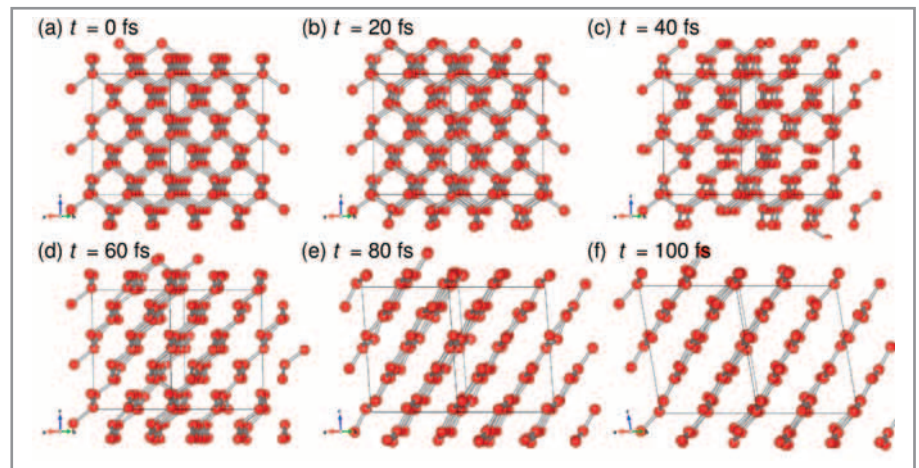 (a) t = 0 fs
(b) t = 20 fs
(c) t = 40 fs
(d) t = 60 fs
(e) t = 80 fs
(f) t = 100 fs